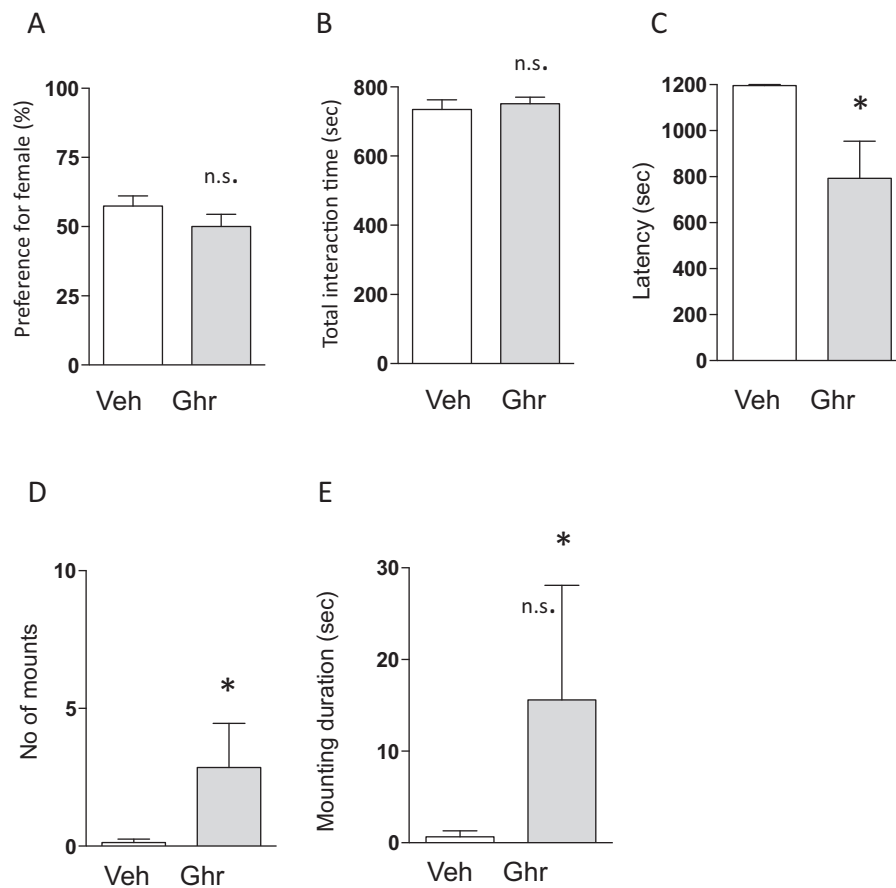 A
Preference for female (%)
100
75
50
25
0
n.s.
Veh Ghr
B
Total interaction time (sec)
800
600
400
200
0
n.s.
Veh Ghr
C
Latency (sec)
1200
1000
800
600
400
200
0
*
Veh Ghr
D
No of mounts
10
5
0
*
Veh Ghr
E
Mounting duration (sec)
30
20
10
0
*
n.s.
Veh Ghr